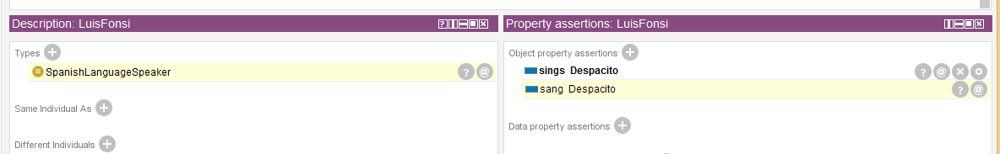 Description: LuisFonsi
Types
SpanishLanguageSpeaker
Same Individual As
Different Individuals
Property assertions: LuisFonsi
Object property assertions
sings Despacito
sang Despacito
Data property assertions